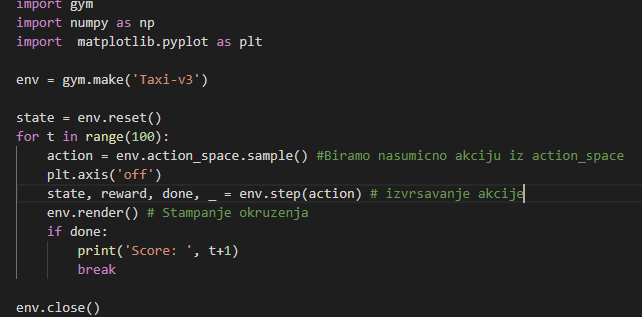 import gym
import numpy as np
import  matplotlib.pyplot as plt

env = gym.make('Taxi-v3')

state = env.reset()
for t in range(100):
    action = env.action_space.sample() #Biramo nasumicno akciju iz action_space
    plt.axis('off')
    state, reward, done, _ = env.step(action) # izvrsavanje akcije
    env.render() # Stampanje okruzenja
    if done:
        print('Score: ', t+1)
        break

env.close()